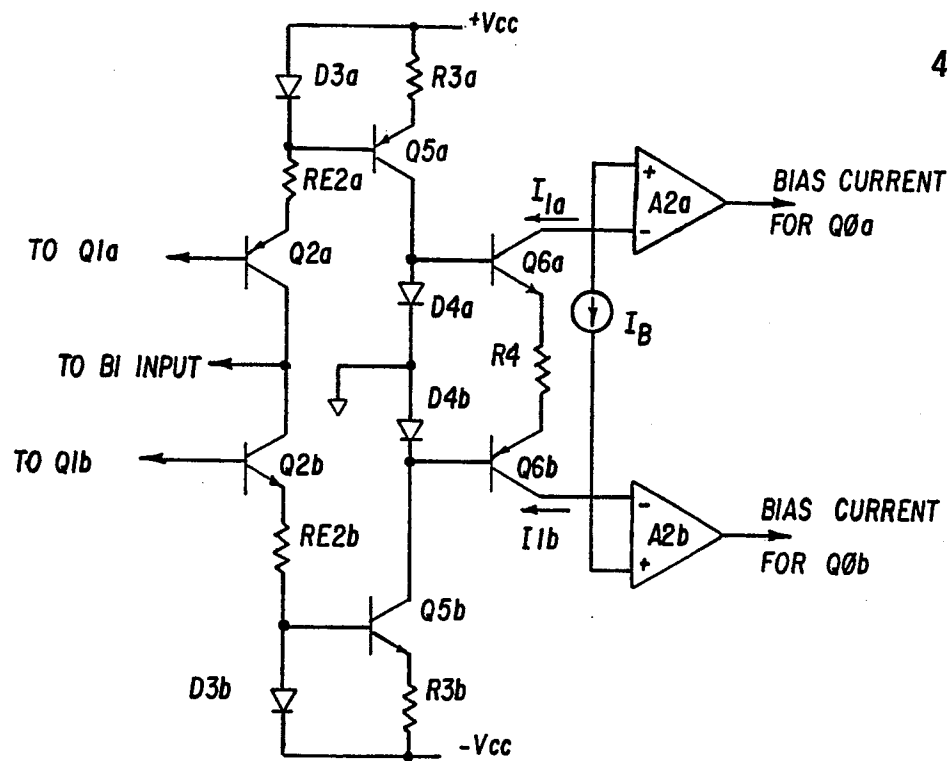 +Vcc
4
D3a
R3a
Q5a
RE2a
I1a
+
A2a
-
BIAS CURRENT
FOR QØa
TO Q1a
Q2a
Q6a
D4a
IB
TO BI INPUT
R4
D4b
TO Q1b
Q2b
Q6b
I1b
-
A2b
+
BIAS CURRENT
FOR QØb
RE2b
Q5b
D3b
R3b
-Vcc